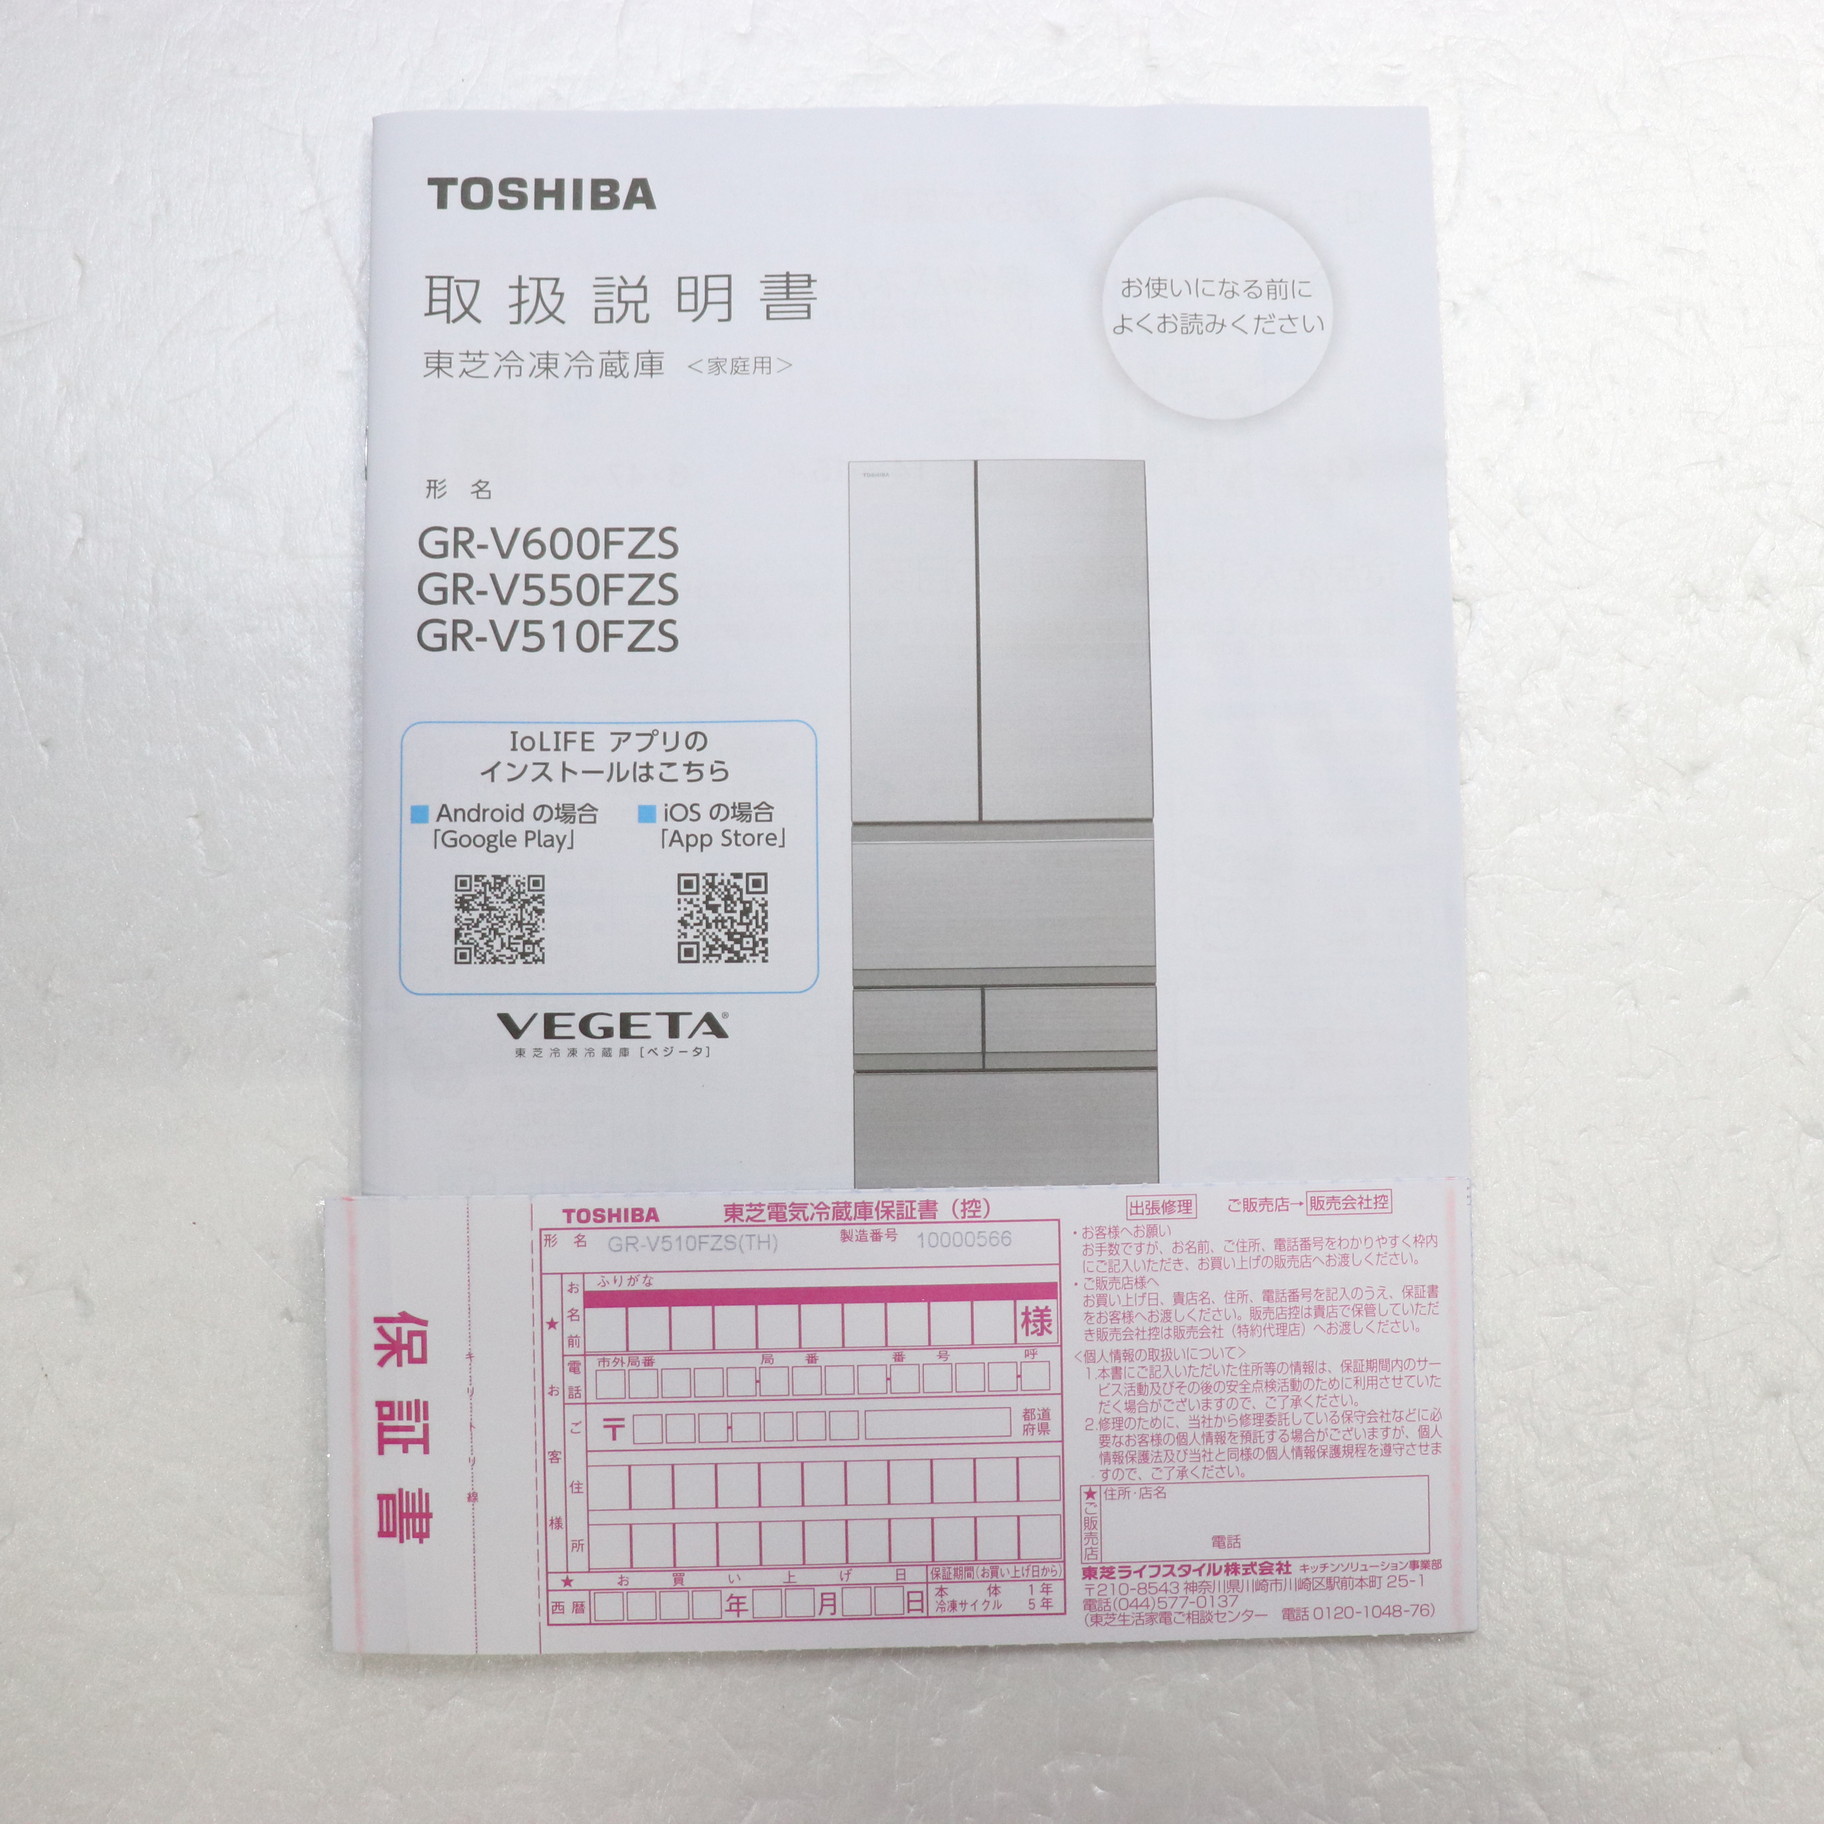 TOSHIBA
取扱説明書
東芝冷凍冷蔵庫 <家庭用>
お使いになる前に
よくお読みください
形 名
GR-V600FZS
GR-V550FZS
GR-V510FZS
TOSHIBA
IoLIFE アプリの
インストールはこちら
■ Android の場合
「Google Play」
■ iOS の場合
「App Store」
VEGETA®
東芝冷凍冷蔵庫 [ベジータ]
保証書
キリトリ線
TOSHIBA 東芝電気冷蔵庫保証書(控)
形 名 GR-V510FZS(TH) 製造番号 10000566
★お客様
お名前 ふりがな
様
電話 市外局番 局番 番号 呼
ご住所 〒 都道府県
★ お買い上げ日
西暦 年 月 日
保証期間(お買い上げ日から)
本体 1年
冷凍サイクル 5年
出張修理 ご販売店→販売会社控
・お客様へお願い
お手数ですが、お名前、ご住所、電話番号をわかりやすく枠内
にご記入いただき、お買い上げの販売店へお渡しください。
・ご販売店様へ
お買い上げ日、貴店名、住所、電話番号を記入のうえ、保証書
をお客様へお渡しください。販売店控は貴店で保管していただ
き販売会社控は販売会社(特約代理店)へお渡しください。
<個人情報の取扱いについて>
1.本書にご記入いただいた住所等の情報は、保証期間内のサー
ビス活動及びその後の安全点検活動のために利用させていた
だく場合がございますので、ご了承ください。
2.修理のために、当社から修理委託している保守会社などに必
要なお客様の個人情報を預託する場合がございますが、個人
情報保護法及び当社と同様の個人情報保護規程を遵守させま
すので、ご了承ください。
★ご販売店 住所・店名
電話
東芝ライフスタイル株式会社 キッチンソリューション事業部
〒210-8543 神奈川県川崎市川崎区駅前本町 25-1
電話(044)577-0137
(東芝生活家電ご相談センター 電話 0120-1048-76)